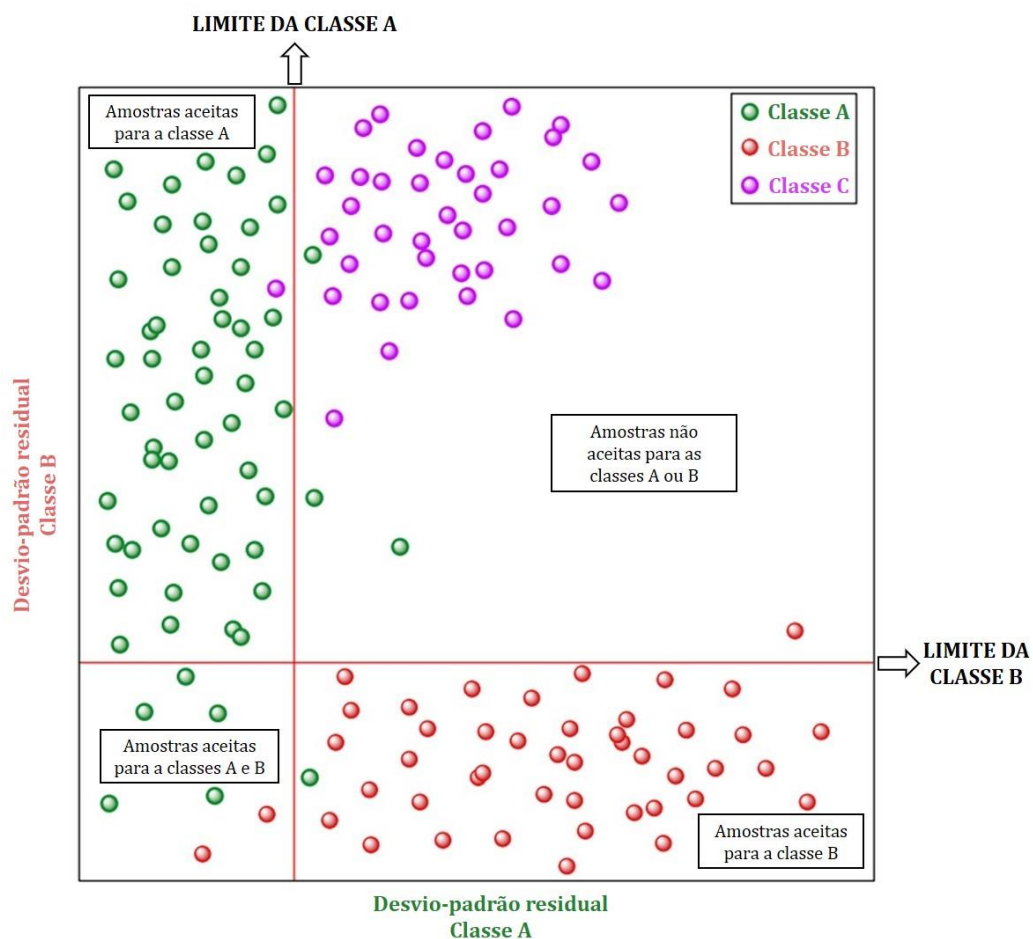 LIMITE DA CLASSE A
Amostras aceitas
para a classe A
Classe A
Classe B
Classe C
Desvio-padrão residual
Classe B
Amostras não
aceitas para as
classes A ou B
LIMITE DA
CLASSE B
Amostras aceitas
para a classes A e B
Amostras aceitas
para a classe B
Desvio-padrão residual
Classe A